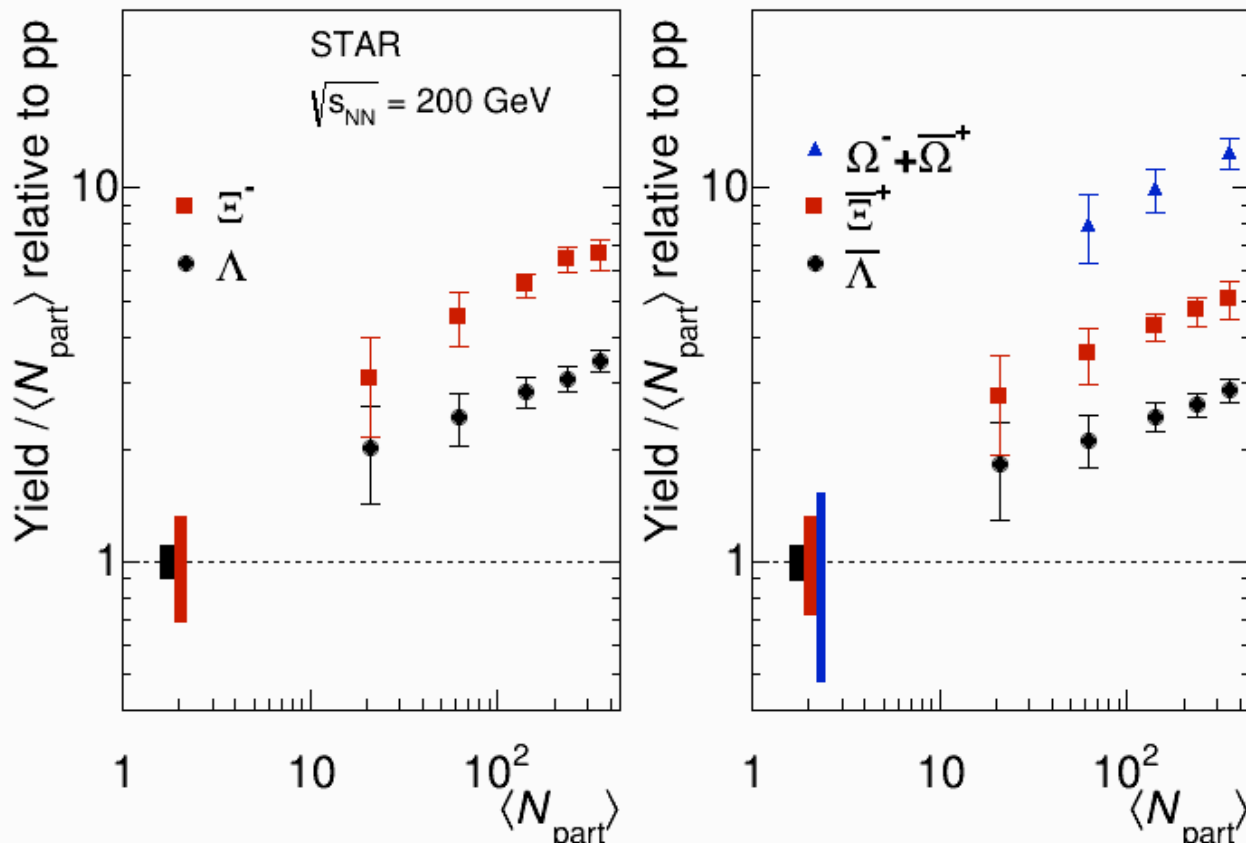 Yield /⟨N_part⟩ relative to pp
STAR
√s_NN = 200 GeV
Ξ⁻
Λ
10
1
1
10
10²
⟨N_part⟩
Yield /⟨N_part⟩ relative to pp
Ω⁻+Ω̅⁺
Ξ̅⁺
Λ̅
10
1
1
10
10²
⟨N_part⟩